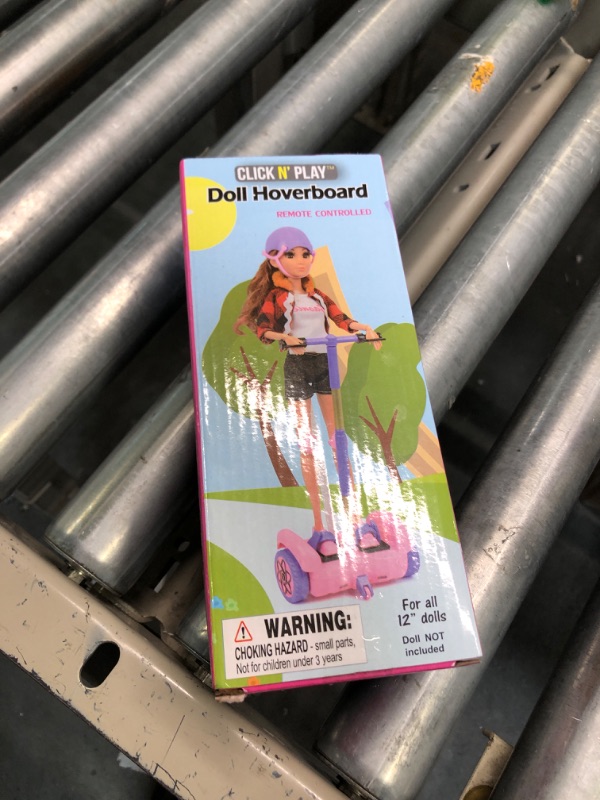 CLICK N' PLAY™
Doll Hoverboard
REMOTE CONTROLLED
For all
12" dolls
Doll NOT
included
WARNING:
CHOKING HAZARD - small parts,
Not for children under 3 years